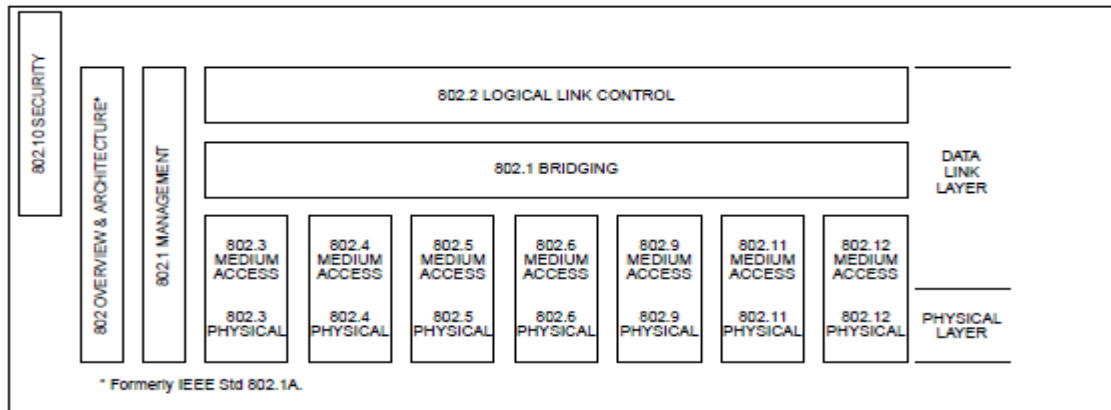 802.10 SECURITY
802 OVERVIEW & ARCHITECTURE*
802.1 MANAGEMENT
802.2 LOGICAL LINK CONTROL
802.1 BRIDGING
DATA
LINK
LAYER
802.3
MEDIUM
ACCESS
802.3
PHYSICAL
802.4
MEDIUM
ACCESS
802.4
PHYSICAL
802.5
MEDIUM
ACCESS
802.5
PHYSICAL
802.6
MEDIUM
ACCESS
802.6
PHYSICAL
802.9
MEDIUM
ACCESS
802.9
PHYSICAL
802.11
MEDIUM
ACCESS
802.11
PHYSICAL
802.12
MEDIUM
ACCESS
802.12
PHYSICAL
PHYSICAL
LAYER
* Formerly IEEE Std 802.1A.